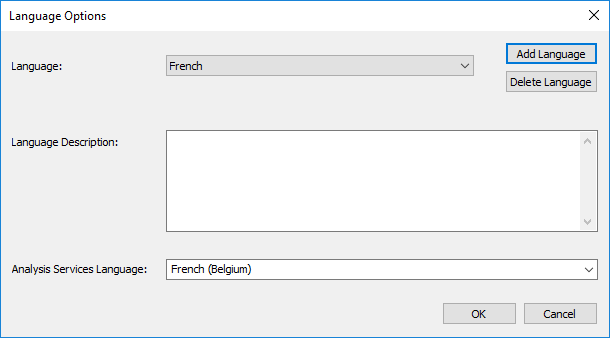 Language Options
Add Language
Language:
French
Delete Language
Language Description:
Analysis Services Language:
French (Belgium)
OK
Cancel